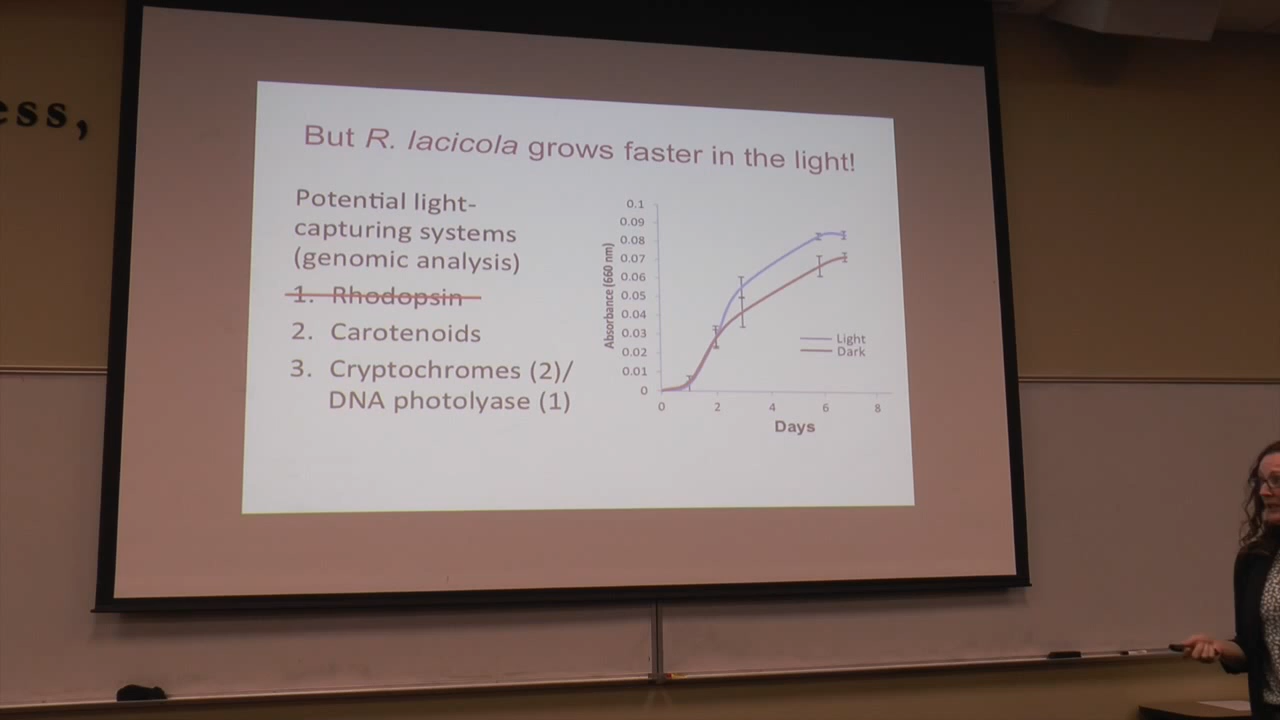 ess,
But R. lacicola grows faster in the light!
Potential light-
capturing systems
(genomic analysis)
1. Rhodopsin
2. Carotenoids
3. Cryptochromes (2)/
DNA photolyase (1)
Absorbance (660 nm)
0.1
0.09
0.08
0.07
0.06
0.05
0.04
0.03
0.02
0.01
0
0 2 4 6 8
Days
Light
Dark